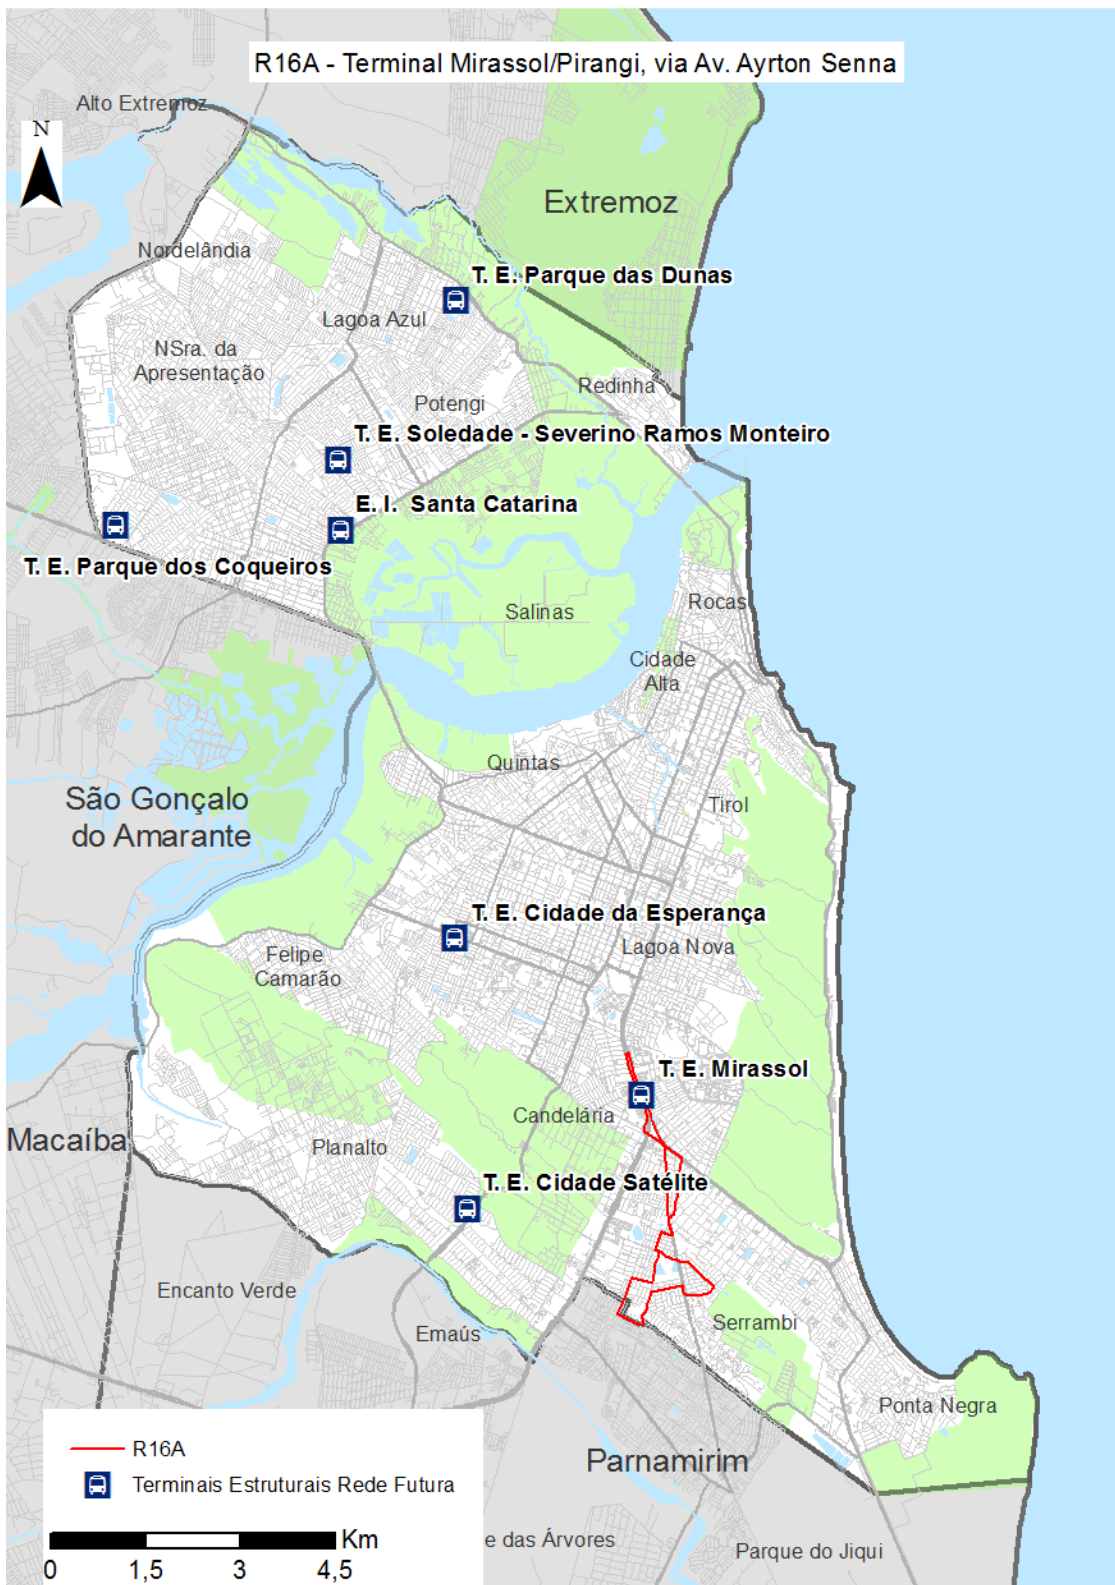 R16A - Terminal Mirassol/Pirangi, via Av. Ayrton Senna
Alto Extremoz
N
Extremoz
Nordelândia
T. E. Parque das Dunas
Lagoa Azul
NSra. da
Apresentação
Redinha
Potengi
T. E. Soledade - Severino Ramos Monteiro
E. I. Santa Catarina
T. E. Parque dos Coqueiros
Rocas
Salinas
Cidade
Alta
Quintas
São Gonçalo
do Amarante
Tirol
T. E. Cidade da Esperança
Lagoa Nova
Felipe
Camarão
T. E. Mirassol
Candelária
Macaíba
Planalto
T. E. Cidade Satélite
Encanto Verde
Emaús
Serrambi
Ponta Negra
Parnamirim
R16A
Terminais Estruturais Rede Futura
Km
0 1,5 3 4,5
e das Árvores
Parque do Jiqui